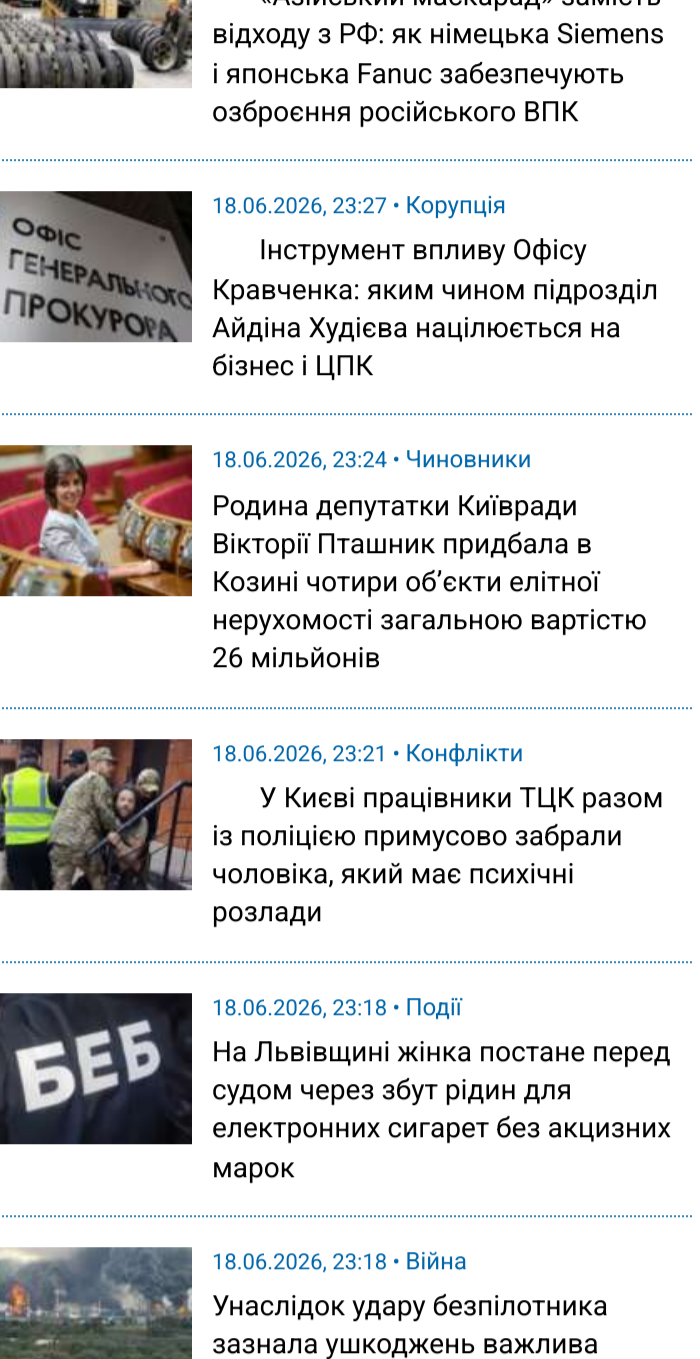 «Азійський маскарад» замість
відходу з РФ: як німецька Siemens
і японська Fanuc забезпечують
озброєння російського ВПК
18.06.2026, 23:27 • Корупція
ОФІС
ГЕНЕРАЛЬНОГО
ПРОКУРОРА
Інструмент впливу Офісу
Кравченка: яким чином підрозділ
Айдіна Худієва націлюється на
бізнес і ЦПК
18.06.2026, 23:24 • Чиновники
Родина депутатки Київради
Вікторії Пташник придбала в
Козині чотири об’єкти елітної
нерухомості загальною вартістю
26 мільйонів
18.06.2026, 23:21 • Конфлікти
У Києві працівники ТЦК разом
із поліцією примусово забрали
чоловіка, який має психічні
розлади
18.06.2026, 23:18 • Події
БЕБ
На Львівщині жінка постане перед
судом через збут рідин для
електронних сигарет без акцизних
марок
18.06.2026, 23:18 • Війна
Унаслідок удару безпілотника
зазнала ушкоджень важлива